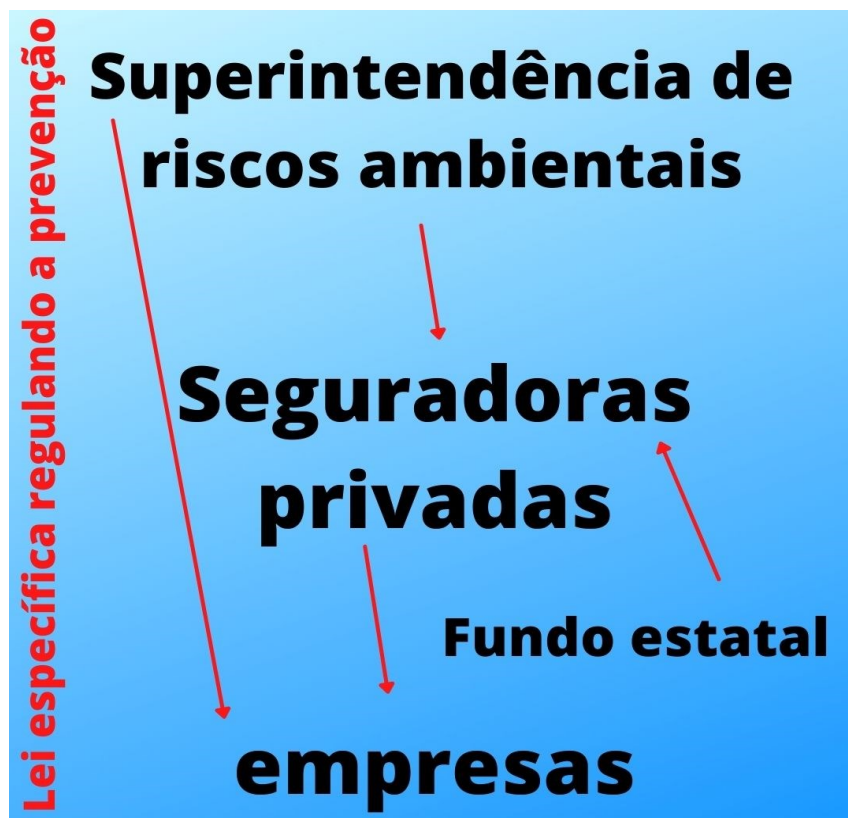 Lei específica regulando a prevenção
Superintendência de
riscos ambientais
Seguradoras
privadas
Fundo estatal
empresas